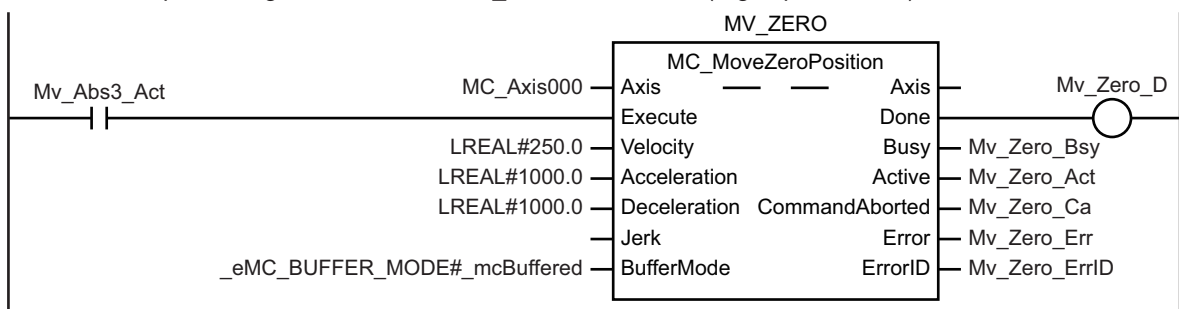 MV_ZERO
MC_MoveZeroPosition
Mv_Abs3_Act
MC_Axis000 Axis Axis Mv_Zero_D
Execute Done
LREAL#250.0 Velocity Busy Mv_Zero_Bsy
LREAL#1000.0 Acceleration Active Mv_Zero_Act
LREAL#1000.0 Deceleration CommandAborted Mv_Zero_Ca
Jerk Error Mv_Zero_Err
_eMC_BUFFER_MODE#_mcBuffered BufferMode ErrorID Mv_Zero_ErrID